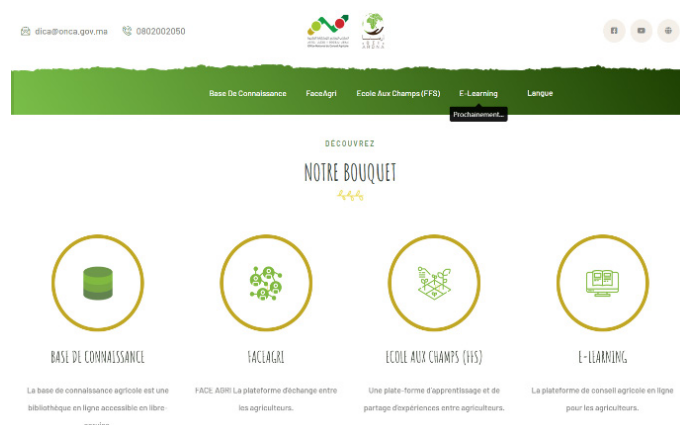 dica@onca.gov.ma 0802002050
Base De Connaissance FaceAgri Ecole Aux Champs (FFS) E-Learning Langue
Prochainement...
DÉCOUVREZ
NOTRE BOUQUET
BASE DE CONNAISSANCE
FACEAGRI
ECOLE AUX CHAMPS (FFS)
E-LEARNING
La base de connaissance agricole est une
bibliothèque en ligne accessible en libre
FACE AGRI La plateforme d'échange entre
les agriculteurs.
Une plate-forme d'apprentissage et de
partage d'expériences entre agriculteurs.
La plateforme de conseil agricole en ligne
pour les agriculteurs.